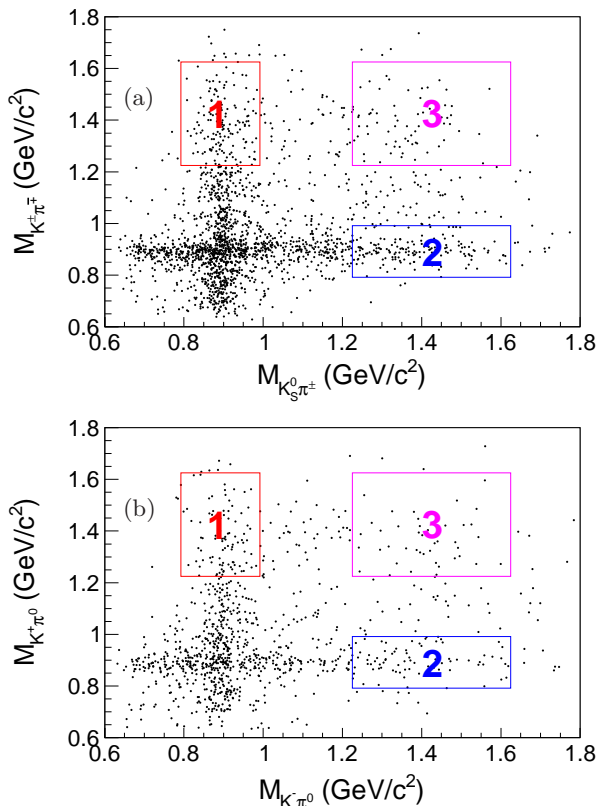 1.8
1.6
1.4
1.2
1
0.8
0.6
(a)
1
3
2
M_{K^{±}π^{∓}} (GeV/c^{2})
0.6 0.8 1 1.2 1.4 1.6 1.8
M_{K_{S}^{0}π^{±}} (GeV/c^{2})
1.8
1.6
1.4
1.2
1
0.8
0.6
(b)
1
3
2
M_{K^{+}π^{0}} (GeV/c^{2})
0.6 0.8 1 1.2 1.4 1.6 1.8
M_{K^{-}π^{0}} (GeV/c^{2})